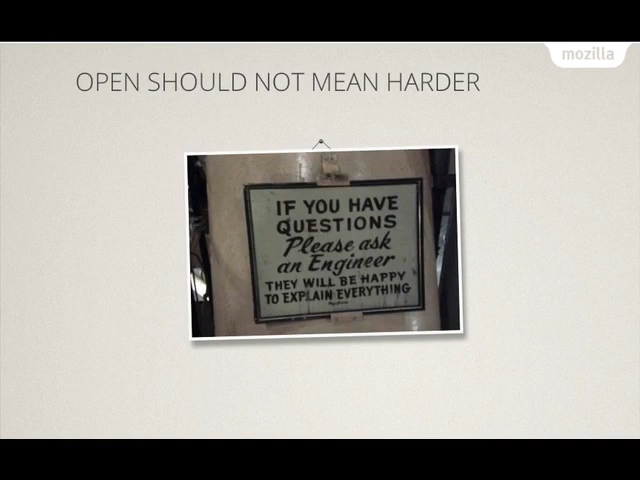 mozilla
OPEN SHOULD NOT MEAN HARDER
IF YOU HAVE
QUESTIONS
Please ask
an Engineer
THEY WILL BE HAPPY
TO EXPLAIN EVERYTHING